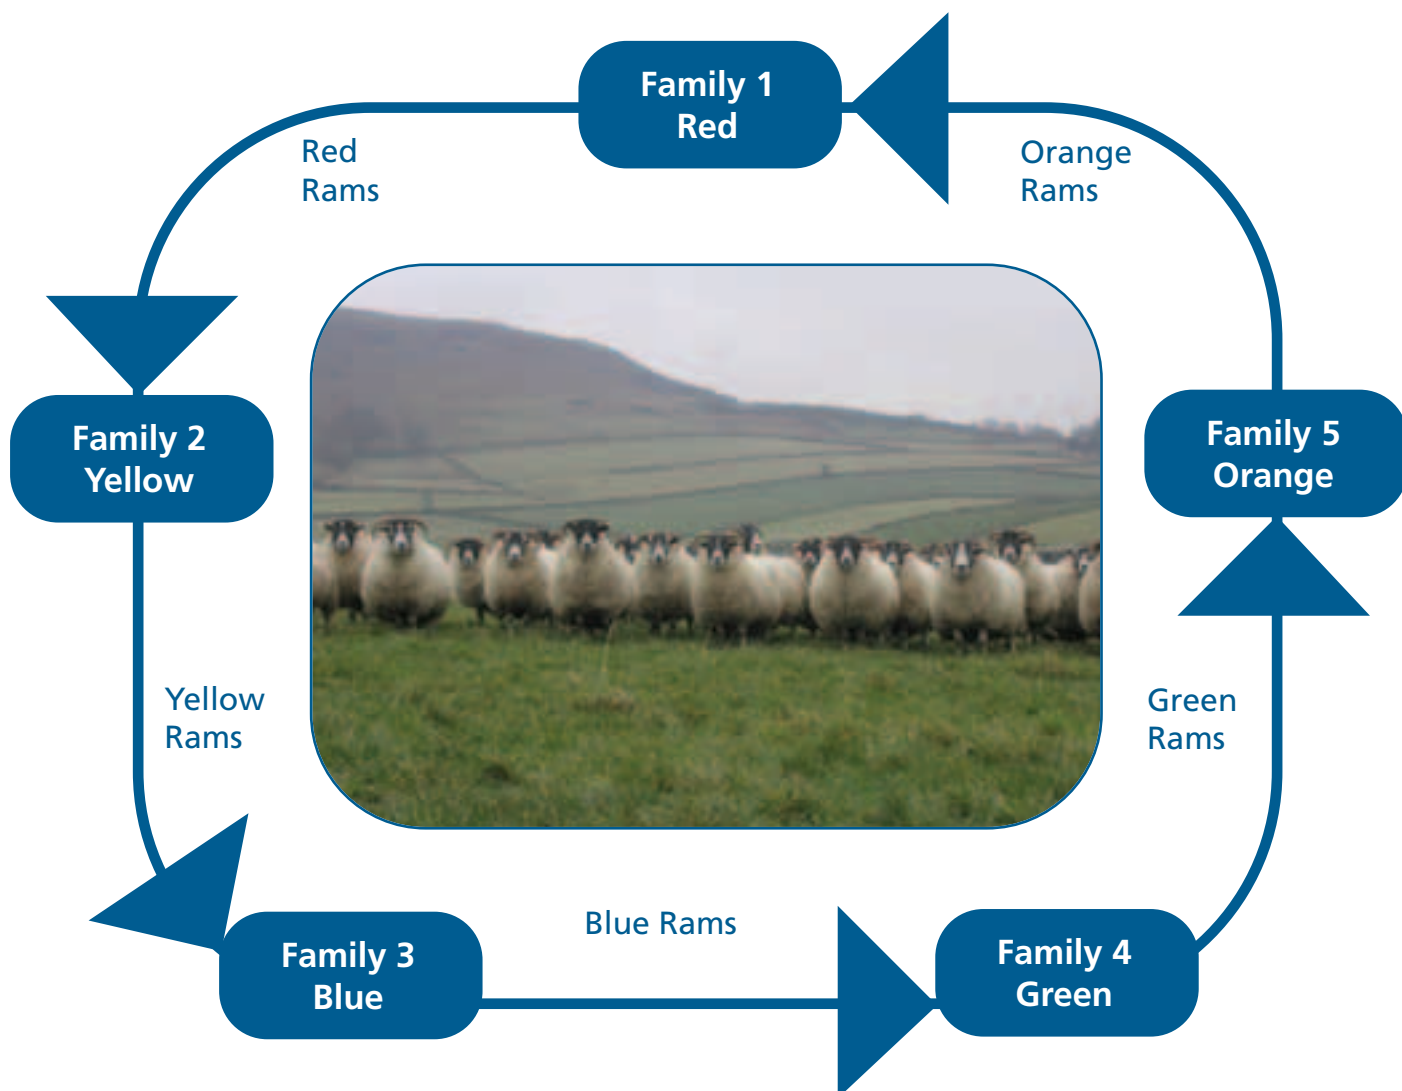 Family 1
Red
Red
Rams
Orange
Rams
Family 2
Yellow
Family 5
Orange
Yellow
Rams
Green
Rams
Blue Rams
Family 3
Blue
Family 4
Green